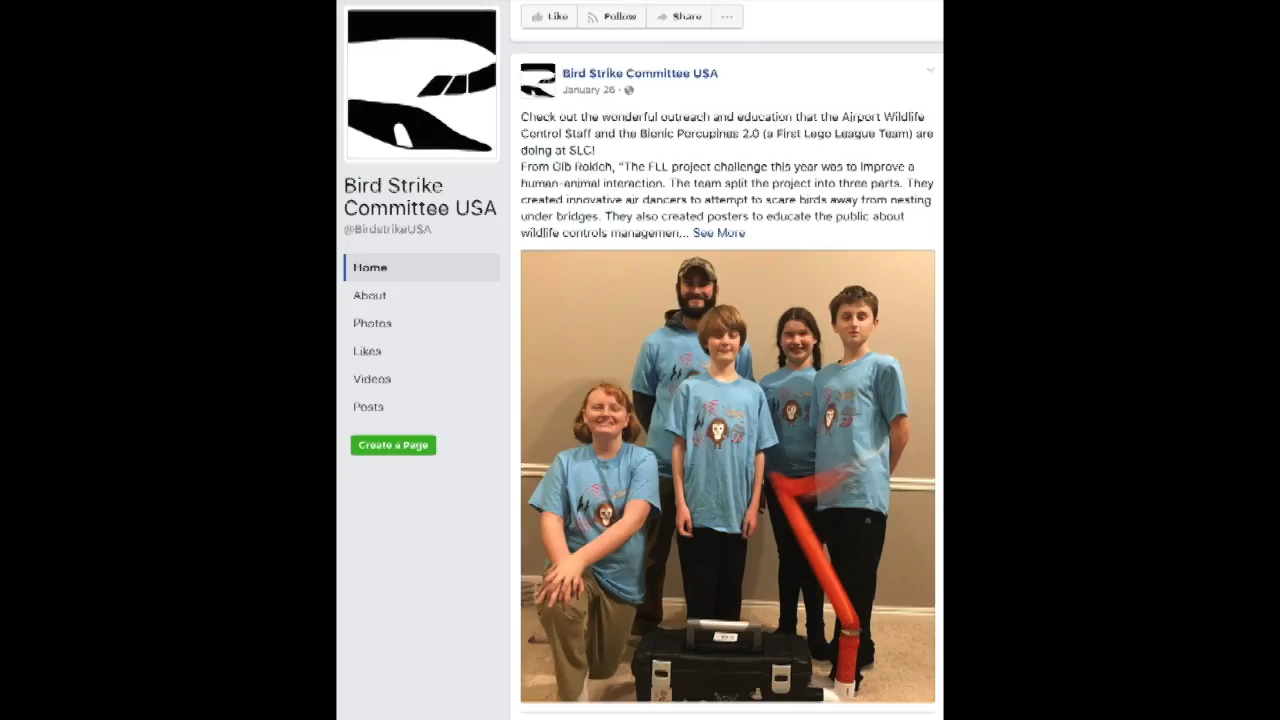 Like
Follow
Share
Bird Strike Committee USA
January 26
Check out the wonderful outreach and education that the Airport Wildlife
Control Staff and the Bionic Porcupines 2.0 (a First Lego League Team) are
doing at SLC!
From Gib Rokich, "The FLL project challenge this year was to improve a
human-animal interaction. The team split the project into three parts. They
created innovative air dancers to attempt to scare birds away from nesting
under bridges. They also created posters to educate the public about
wildlife controls managemen... See More
Bird Strike
Committee USA
@BirdstrikeUSA
Home
About
Photos
Likes
Videos
Posts
Create a Page